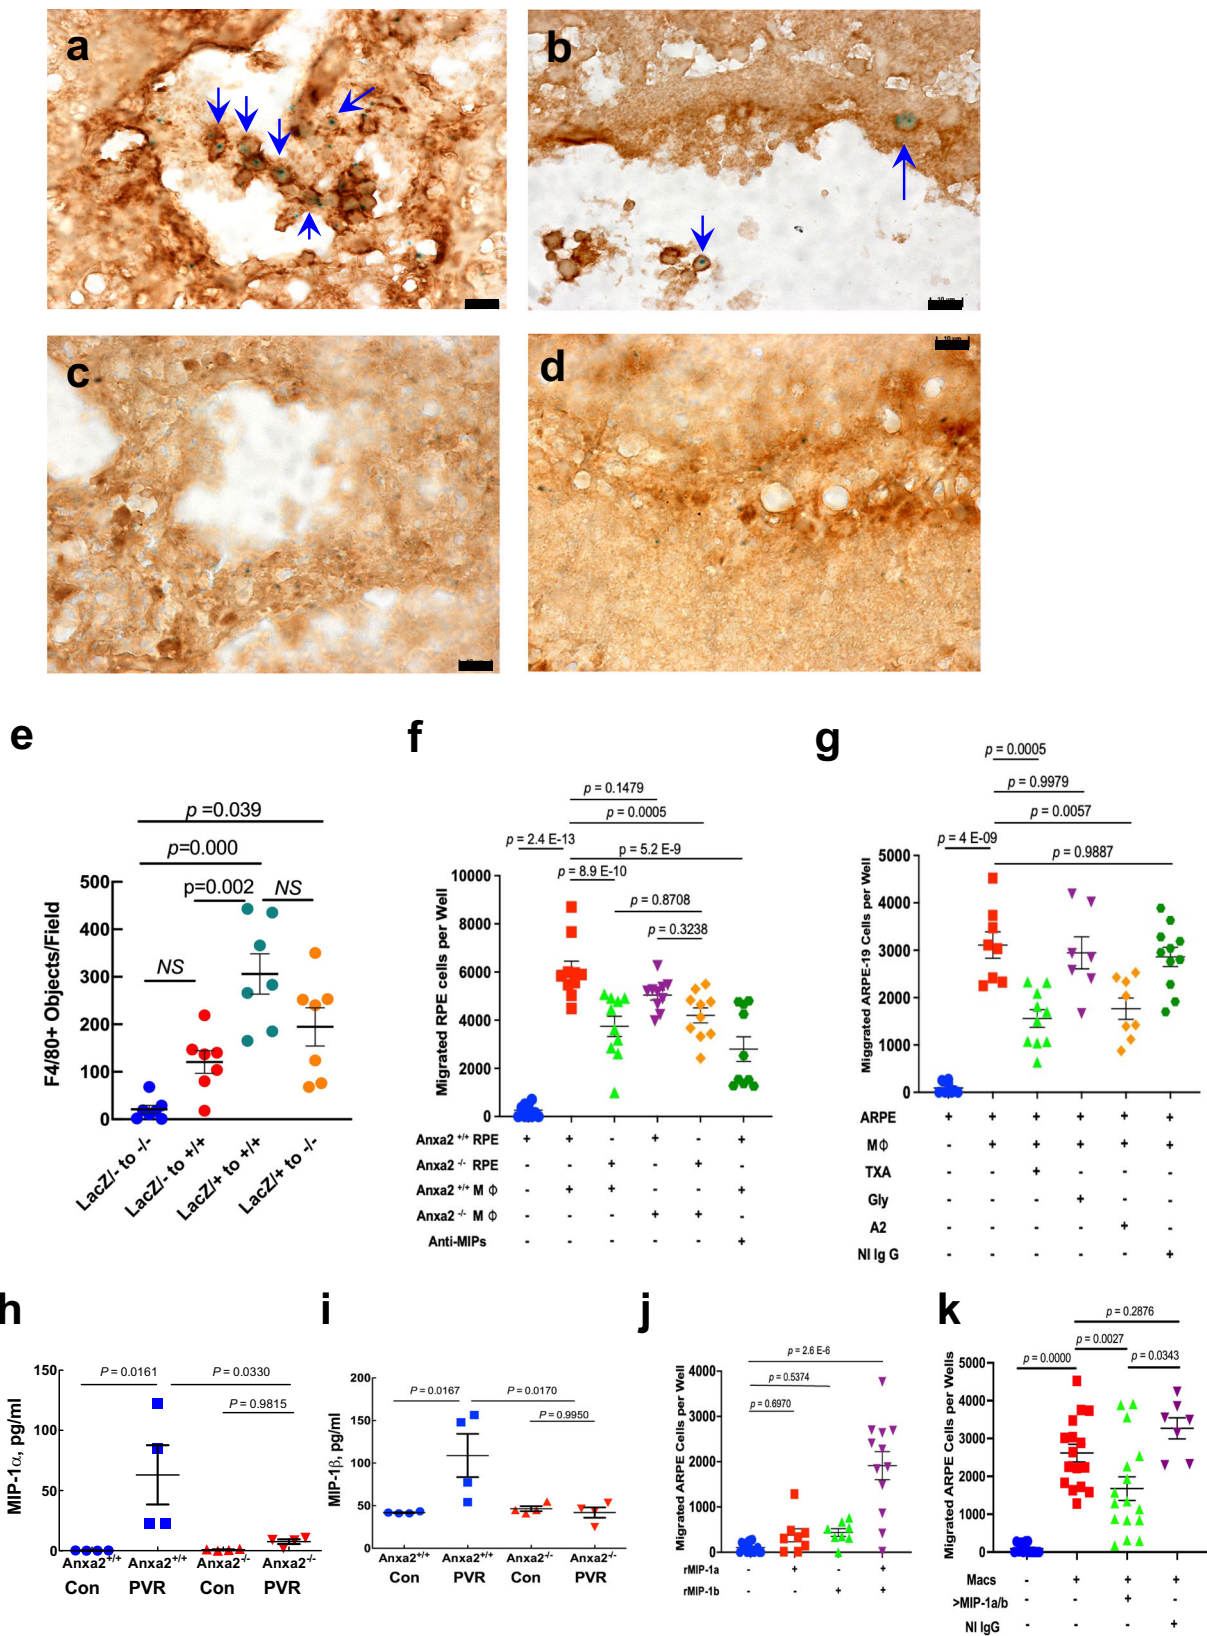 a
b
10 µm
c
d
10 µm
e
p =0.039
p=0.000
p=0.002
NS
NS
F4/80+ Objects/Field
500
400
300
200
100
0
LacZ/- to -/-
LacZ/- to +/+
LacZ/+ to +/+
LacZ/+ to -/-
f
p = 0.1479
p = 0.0005
p = 2.4 E-13
p = 5.2 E-9
p = 8.9 E-10
p = 0.8708
p = 0.3238
Migrated RPE cells per Well
10000
8000
6000
4000
2000
0
Anxa2 +/+ RPE + + - + - +
Anxa2 -/- RPE - - + - + -
Anxa2 +/+ M Φ - + + - - +
Anxa2 -/- M Φ - - - + + -
Anti-MIPs - - - - - +
g
p = 0.0005
p = 0.9979
p = 0.0057
p = 4 E-09
p = 0.9887
Miggrated ARPE-19 Cells per Well
5000
4000
3000
2000
1000
0
ARPE + + + + + +
MΦ - + + + + +
TXA - - + - - -
Gly - - - + - -
A2 - - - - + -
NI Ig G - - - - - +
h
P = 0.0161
P = 0.0330
P = 0.9815
MIP-1α, pg/ml
150
100
50
0
Anxa2+/+ Anxa2+/+ Anxa2-/- Anxa2-/-
Con PVR Con PVR
i
P = 0.0167
P = 0.0170
P = 0.9950
MIP-1β, pg/ml
200
150
100
50
0
Anxa2+/+ Anxa2+/+ Anxa2-/- Anxa2-/-
Con PVR Con PVR
j
p = 2.6 E-6
p = 0.5374
p = 0.6970
Migrated ARPE Cells per Well
4000
3000
2000
1000
0
rMIP-1a - + - +
rMIP-1b - - + +
k
p = 0.2876
p = 0.0027
p = 0.0000
p = 0.0343
Migrated ARPE Cells per Wells
5000
4000
3000
2000
1000
0
Macs - + + +
>MIP-1a/b - - + -
NI IgG - - - +